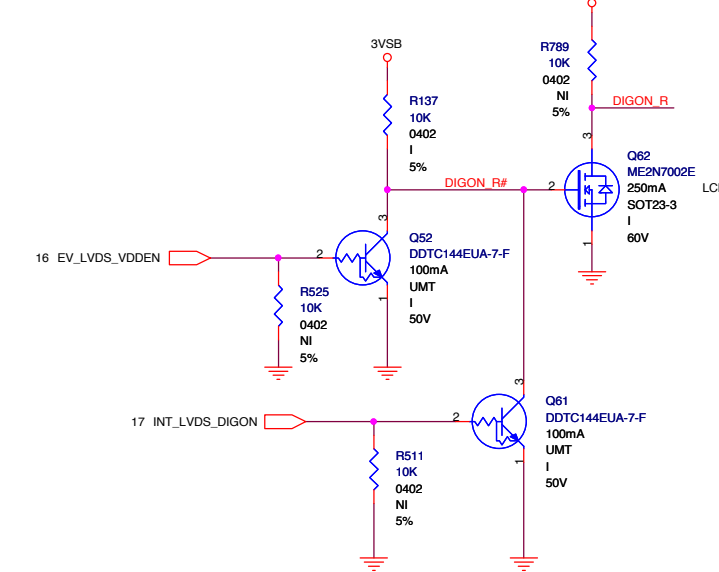 R789
10K
0402
NI
5%
DIGON_R
3
3VSB
R137
10K
0402
I
5%
DIGON_R#
2
Q62
ME2N7002E
250mA
SOT23-3
I
60V
1
LC
3
16 EV_LVDS_VDDEN
2
Q52
DDTC144EUA-7-F
100mA
UMT
I
50V
1
R525
10K
0402
NI
5%
3
17 INT_LVDS_DIGON
2
Q61
DDTC144EUA-7-F
100mA
UMT
I
50V
1
R511
10K
0402
NI
5%